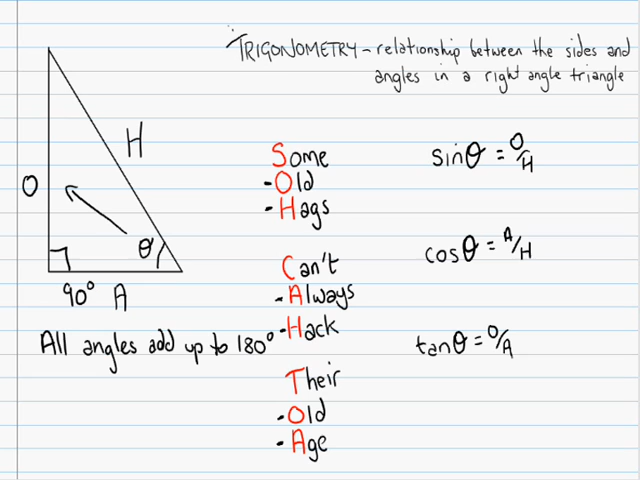 TRIGONOMETRY - relationship between the sides and
angles in a right angle triangle
H
O
θ
90° A
All angles add up to 180°
Some
- Old
- Hags
Can't
- Always
- Hack
Their
- Old
- Age
sinθ = O/H
cosθ = A/H
tanθ = O/A